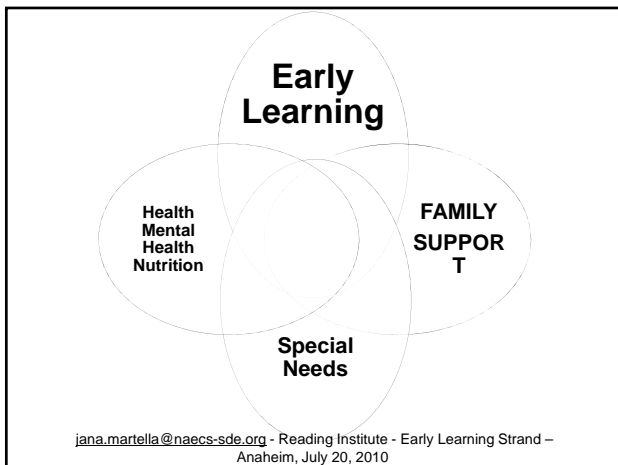 Early
Learning
Health
Mental
Health
Nutrition
FAMILY
SUPPOR
T
Special
Needs
jana.martella@naecs-sde.org - Reading Institute - Early Learning Strand –
Anaheim, July 20, 2010